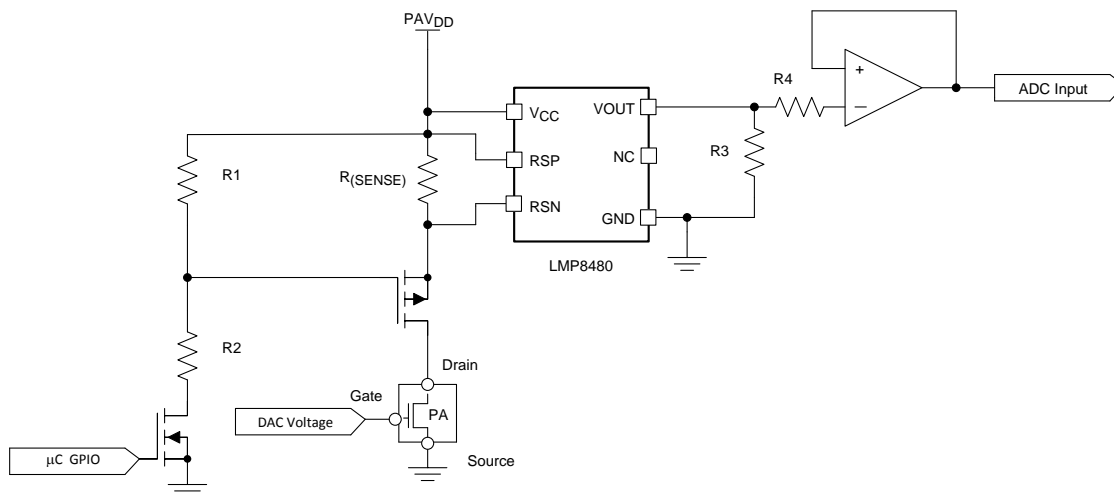 PAVDD
R4
+
−
ADC Input
VCC
VOUT
R3
R1
R(SENSE)
RSP
NC
RSN
GND
LMP8480
R2
Drain
Gate
PA
DAC Voltage
Source
µC GPIO